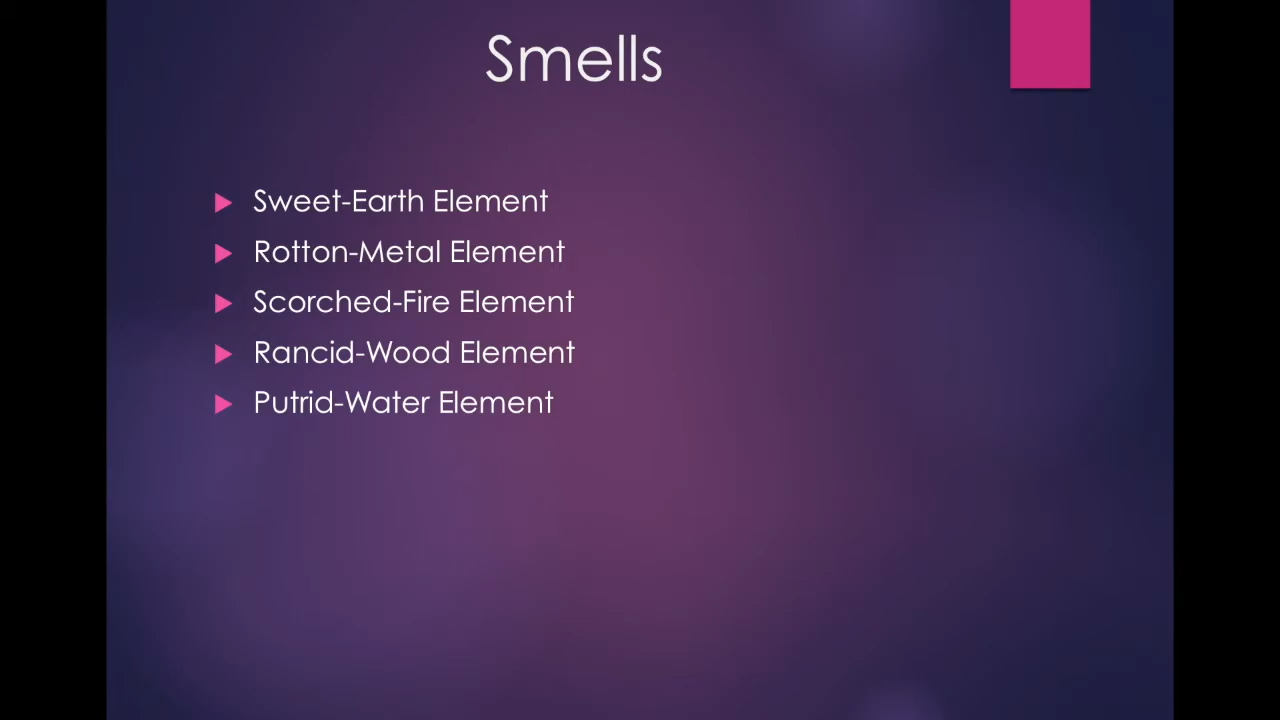 Smells
Sweet-Earth Element
Rotton-Metal Element
Scorched-Fire Element
Rancid-Wood Element
Putrid-Water Element